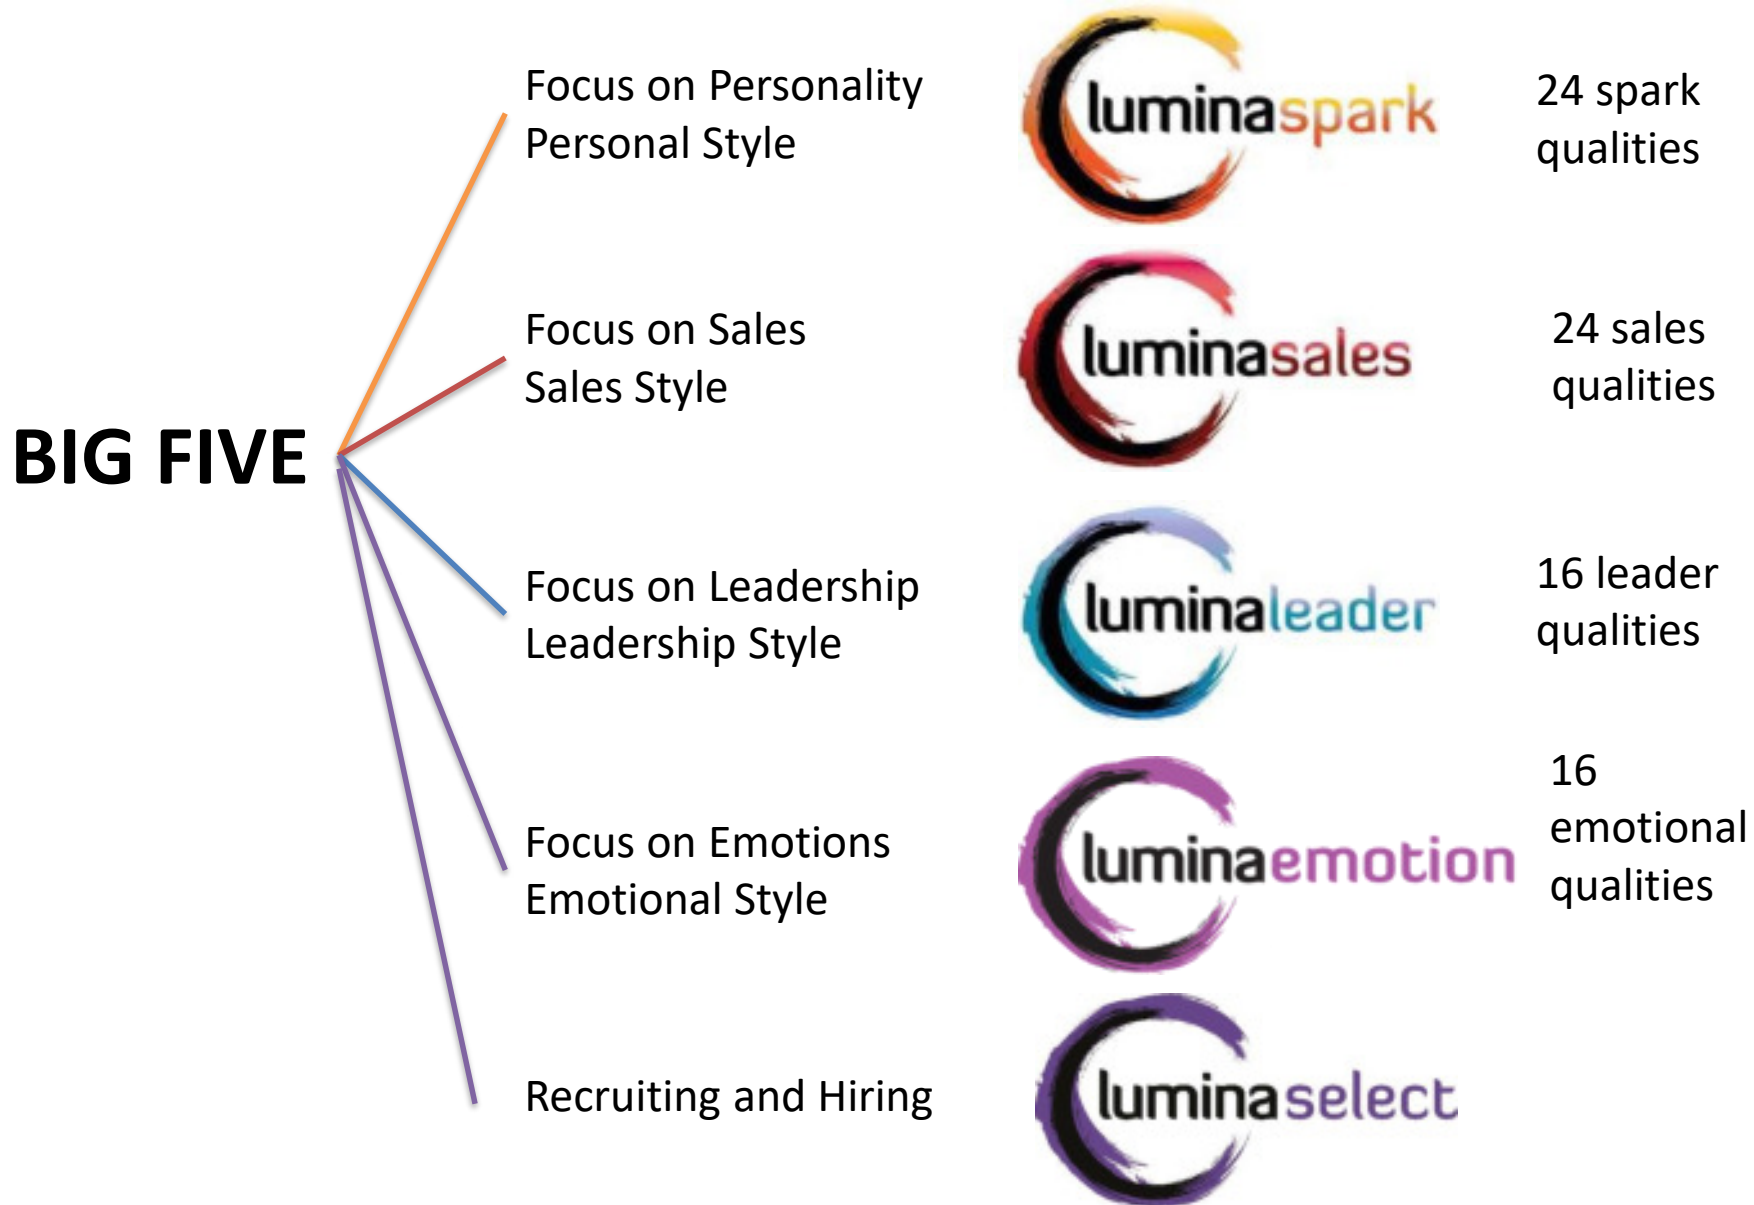 Focus on Personality
Personal Style
luminaspark
24 spark
qualities
Focus on Sales
Sales Style
luminasales
24 sales
qualities
BIG FIVE
Focus on Leadership
Leadership Style
luminaleader
16 leader
qualities
Focus on Emotions
Emotional Style
luminaemotion
16
emotional
qualities
Recruiting and Hiring
luminaselect